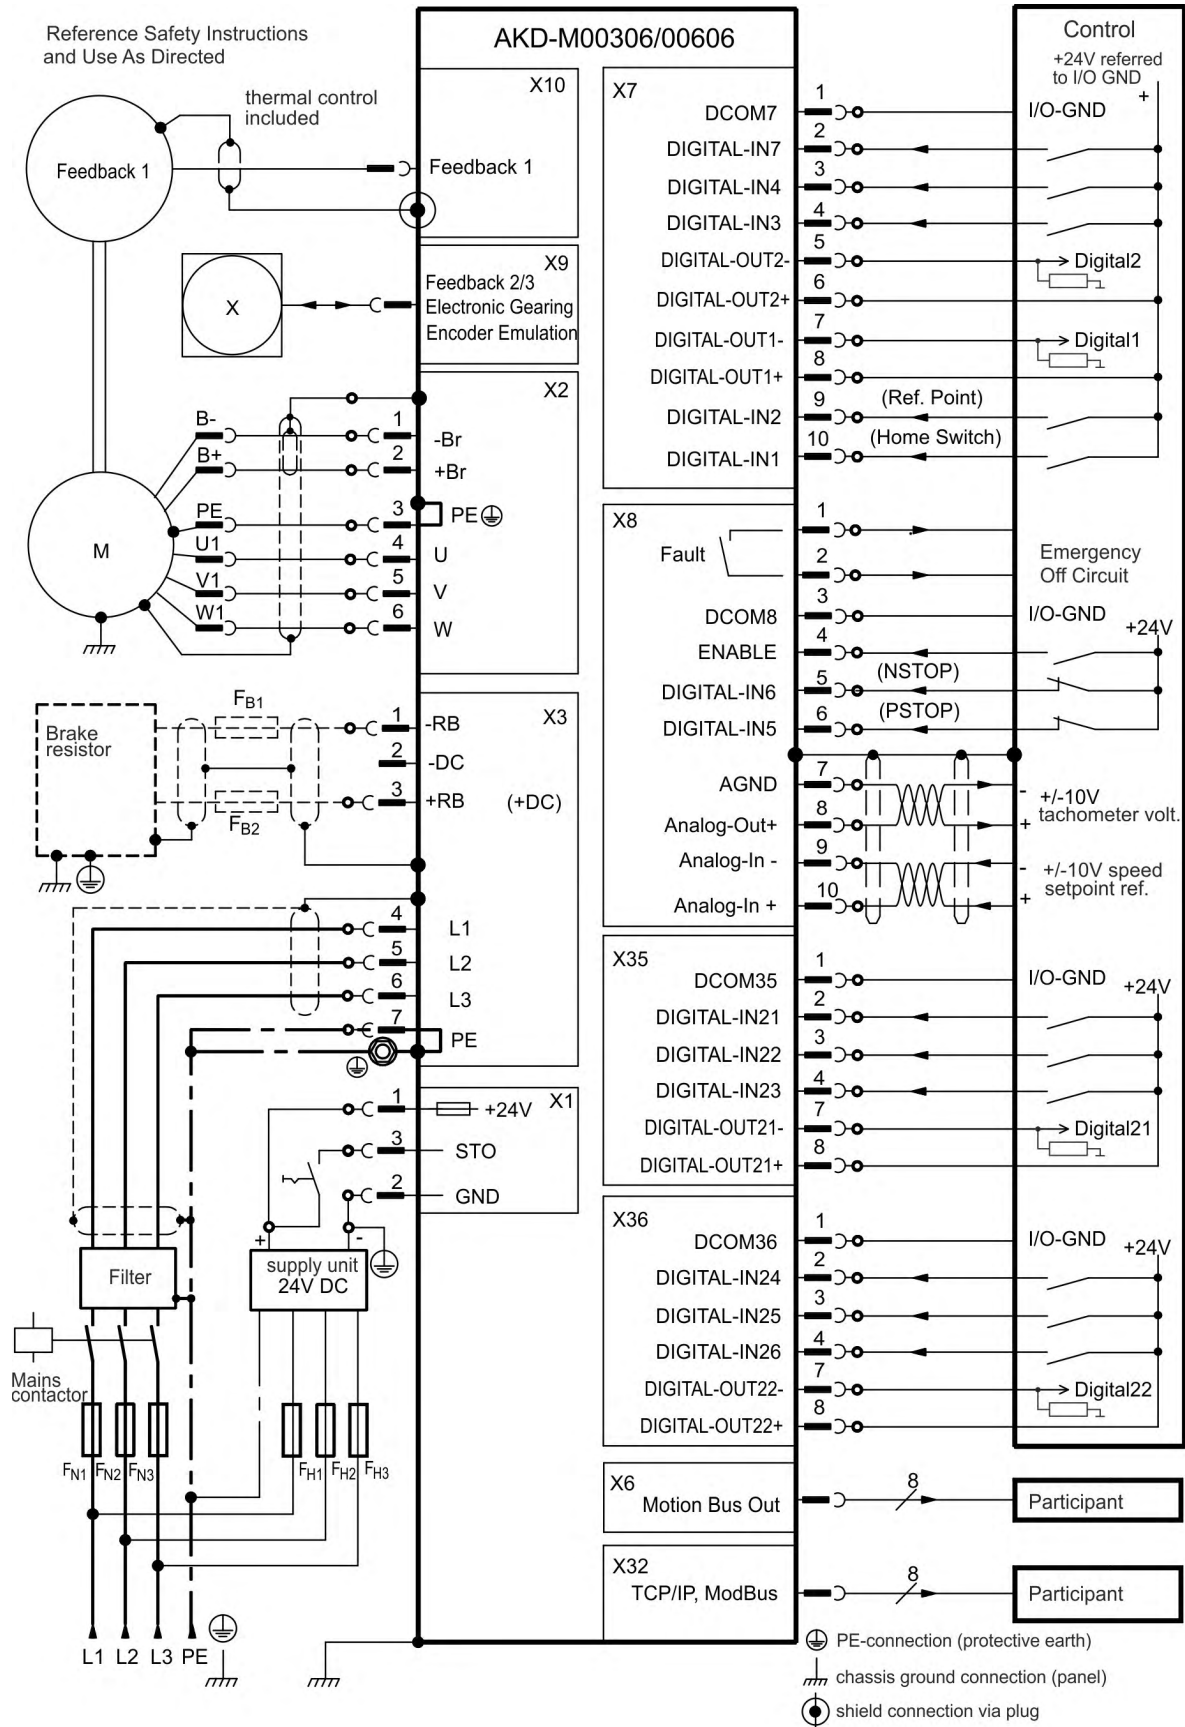 Reference Safety Instructions
and Use As Directed
AKD-M00306/00606
thermal control
included
Feedback 1
X10
Feedback 1
X
X9
Feedback 2/3
Electronic Gearing
Encoder Emulation
X2
B-
1
-Br
B+
2
+Br
PE
3
PE
U1
4
U
V1
5
V
W1
6
W
M
X3
Brake
resistor
FB1
FB2
1
-RB
2
-DC
3
+RB
(+DC)
4
L1
5
L2
6
L3
7
PE
X1
1
+24V
3
STO
2
GND
+
-
supply unit
24V DC
Filter
Mains
contactor
FN1
FN2
FN3
FH1
FH2
FH3
L1
L2
L3
PE
X7
DCOM7
1
DIGITAL-IN7
2
DIGITAL-IN4
3
DIGITAL-IN3
4
DIGITAL-OUT2-
5
DIGITAL-OUT2+
6
DIGITAL-OUT1-
7
DIGITAL-OUT1+
8
DIGITAL-IN2
9
(Ref. Point)
DIGITAL-IN1
10
(Home Switch)
Control
+24V referred
to I/O GND
+
I/O-GND
Digital2
Digital1
X8
Fault
1
2
Emergency
Off Circuit
DCOM8
3
I/O-GND
+24V
ENABLE
4
DIGITAL-IN6
5
(NSTOP)
DIGITAL-IN5
6
(PSTOP)
AGND
7
-
+/-10V
tachometer volt.
Analog-Out+
8
+
Analog-In -
9
-
+/-10V speed
setpoint ref.
Analog-In +
10
+
X35
DCOM35
1
I/O-GND
+24V
DIGITAL-IN21
2
DIGITAL-IN22
3
DIGITAL-IN23
4
DIGITAL-OUT21-
7
Digital21
DIGITAL-OUT21+
8
X36
DCOM36
1
I/O-GND
+24V
DIGITAL-IN24
2
DIGITAL-IN25
3
DIGITAL-IN26
4
DIGITAL-OUT22-
7
Digital22
DIGITAL-OUT22+
8
X6
Motion Bus Out
8
Participant
X32
TCP/IP, ModBus
8
Participant
PE-connection (protective earth)
chassis ground connection (panel)
shield connection via plug